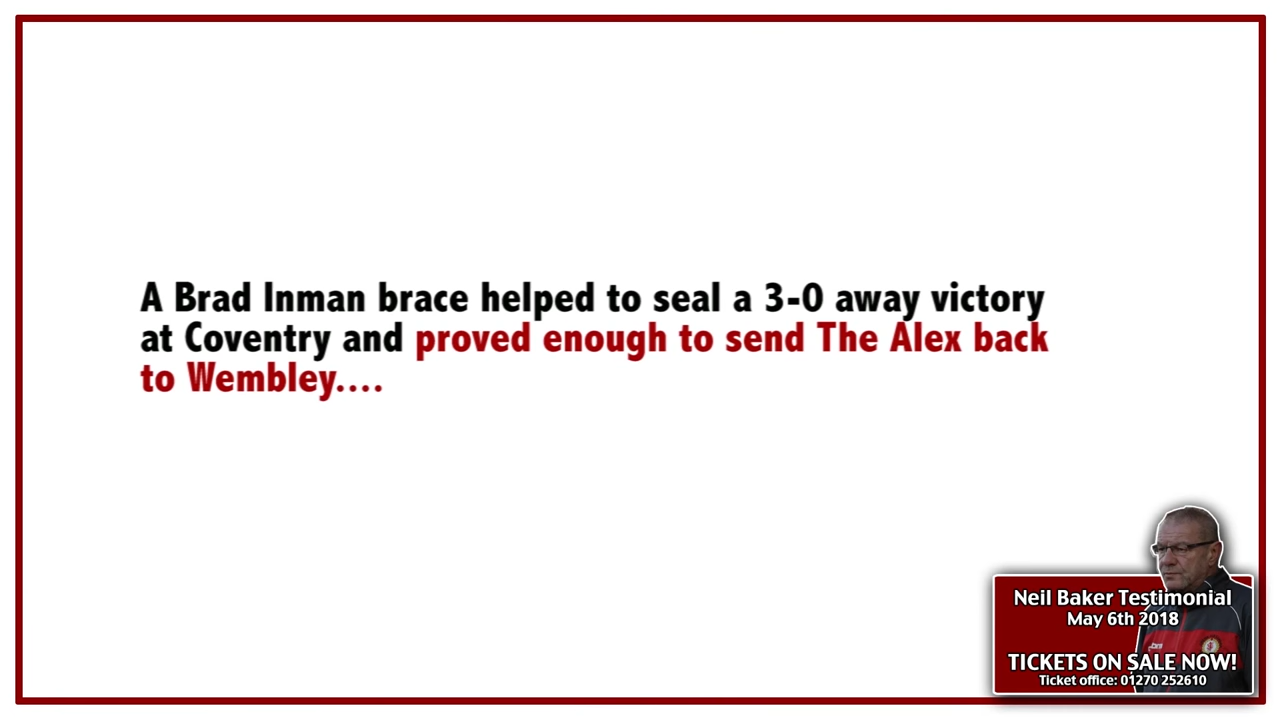 A Brad Inman brace helped to seal a 3-0 away victory
at Coventry and proved enough to send The Alex back
to Wembley....
Neil Baker Testimonial
May 6th 2018
TICKETS ON SALE NOW!
Ticket office: 01270 252610